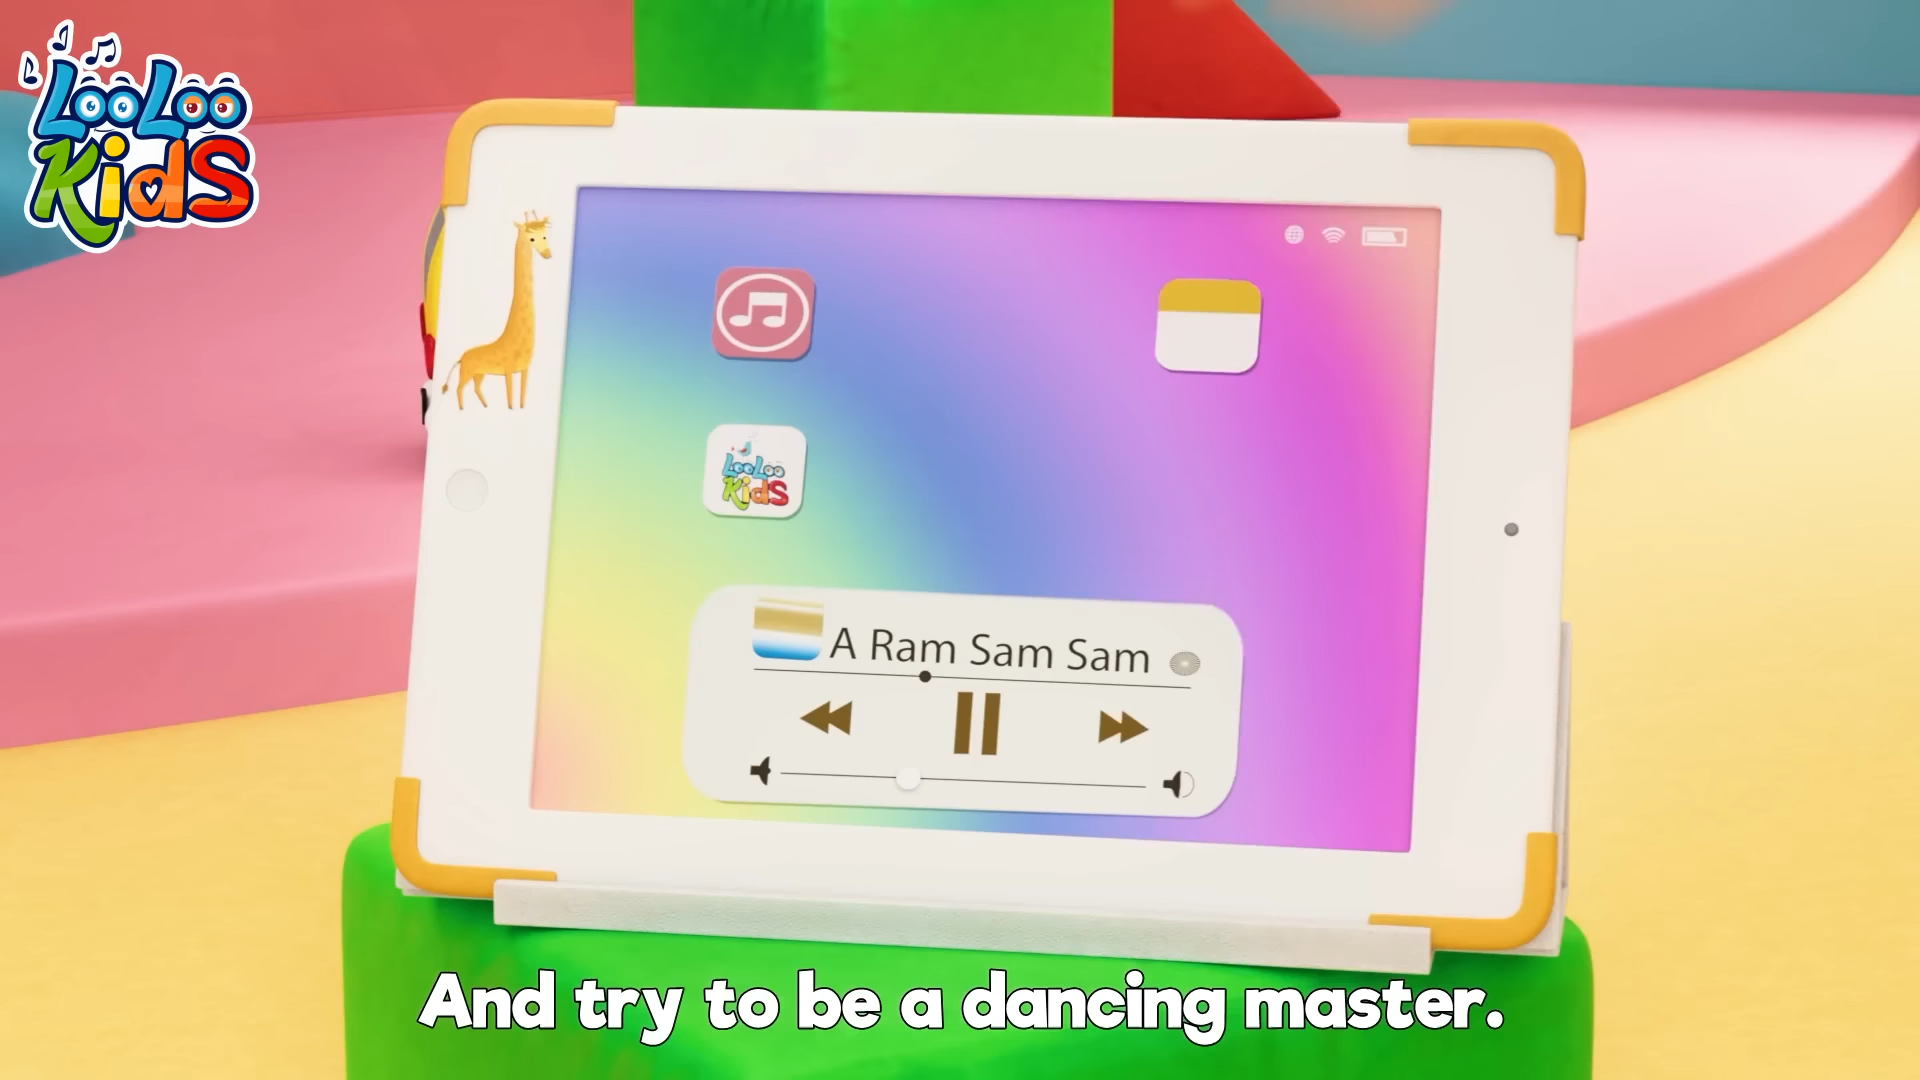 LooLoo
Kids
LooLoo
Kids
A Ram Sam Sam
And try to be a dancing master.